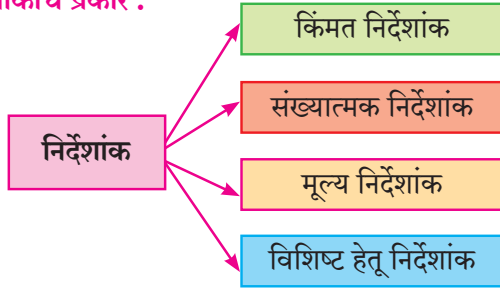 प्रकार :
किंमत निर्देशांक
संख्यात्मक निर्देशांक
निर्देशांक
मूल्य निर्देशांक
विशिष्ट हेतू निर्देशांक